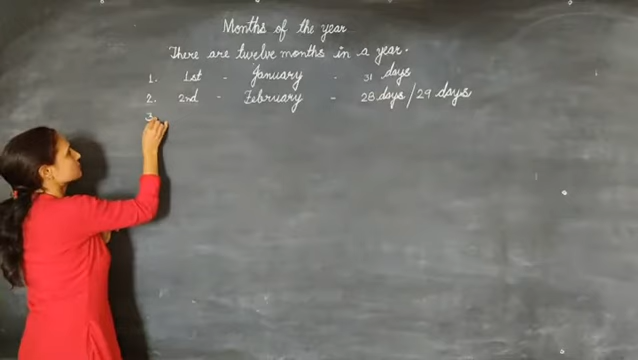 Months of the year
There are twelve months in a year.
1. 1st - January - 31 days
2. 2nd - February - 28 days / 29 days
3.